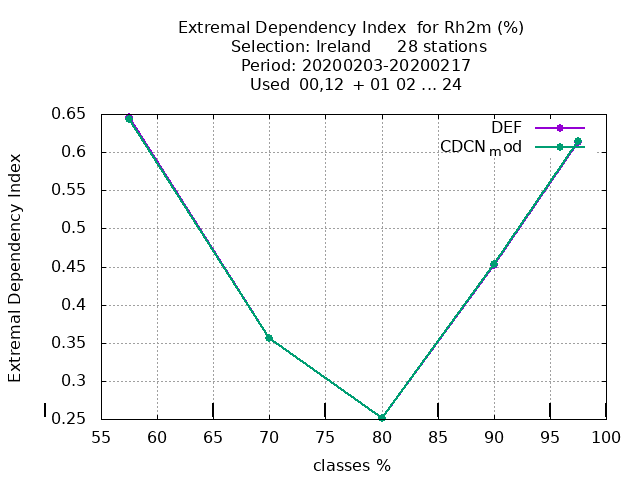 Extremal Dependency Index for Rh2m (%)
Selection: Ireland 28 stations
Period: 20200203-20200217
Used 00,12 + 01 02 ... 24
0.65
0.6
0.55
0.5
0.45
0.4
0.35
0.3
0.25
Extremal Dependency Index
DEF
CDCNmod
55 60 65 70 75 80 85 90 95 100
classes %